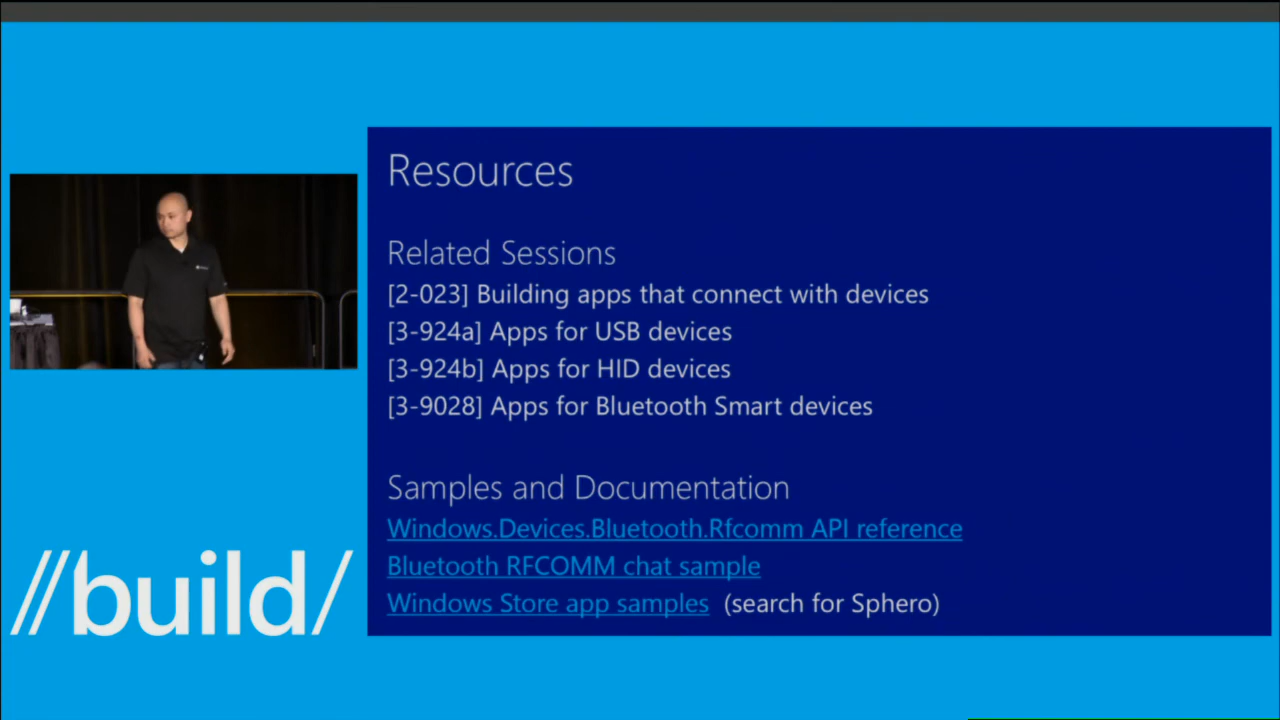 Resources
Related Sessions
[2-023] Building apps that connect with devices
[3-924a] Apps for USB devices
[3-924b] Apps for HID devices
[3-9028] Apps for Bluetooth Smart devices
Samples and Documentation
Windows.Devices.Bluetooth.Rfcomm API reference
Bluetooth RFCOMM chat sample
Windows Store app samples (search for Sphero)
//build/